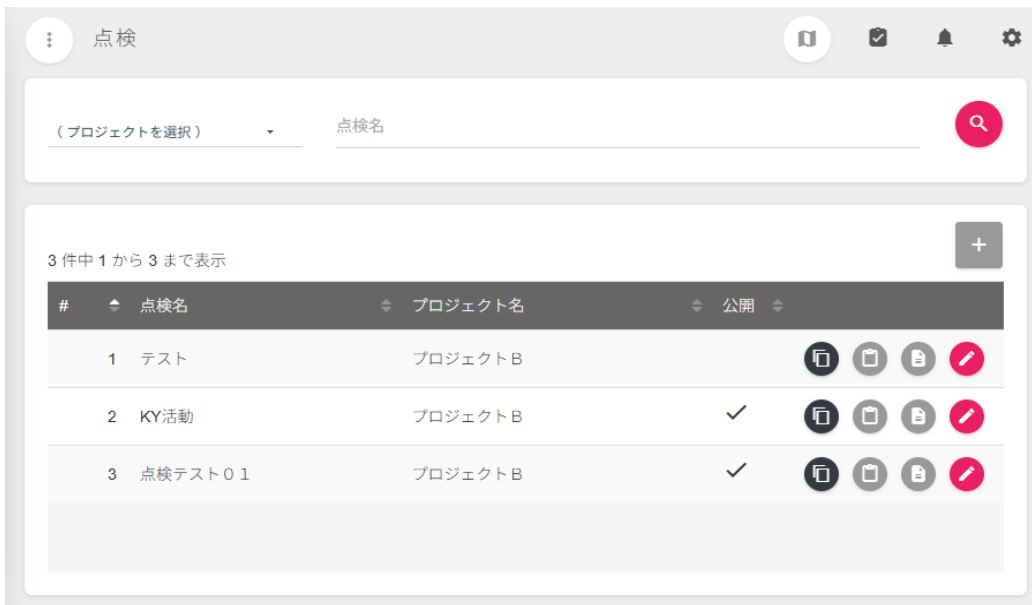 点検
( プロジェクトを選択 ) 点検名
3 件中 1 から 3 まで表示
# 点検名 プロジェクト名 公開
1 テスト プロジェクトB
2 KY活動 プロジェクトB
3 点検テスト０１ プロジェクトB